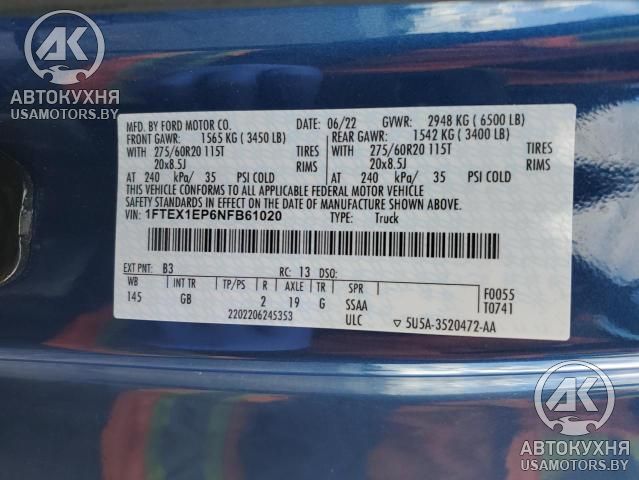 АК
АВТОКУХНЯ
USAMOTORS.BY
MFD. BY FORD MOTOR CO. 06/22 GVWR: 2948 KG ( 6500 LB)
FRONT GAWR: 1565 KG ( 3450 LB) REAR GAWR: 1542 KG ( 3400 LB)
WITH 275/60R20 115T TIRES WITH 275/60R20 115T TIRES
20x8.5J RIMS 20x8.5J RIMS
AT 240 kPa/ 35 PSI COLD AT 240 kPa/ 35 PSI COLD
THIS VEHICLE CONFORMS TO ALL APPLICABLE FEDERAL MOTOR VEHICLE
SAFETY STANDARDS IN EFFECT ON THE DATE OF MANUFACTURE SHOWN ABOVE.
VIN: 1FTEX1EP6NFB61020 TYPE: Truck
EXT PNT: B3 RC: 13 DSO:
WB TP/PS R AXLE TR SPR F0055
145 GB 2 19 G SSAA T0741
2202206245353 ULC ▽ 5U5A-3520472-AA
АК
АВТОКУХНЯ
USAMOTORS.BY